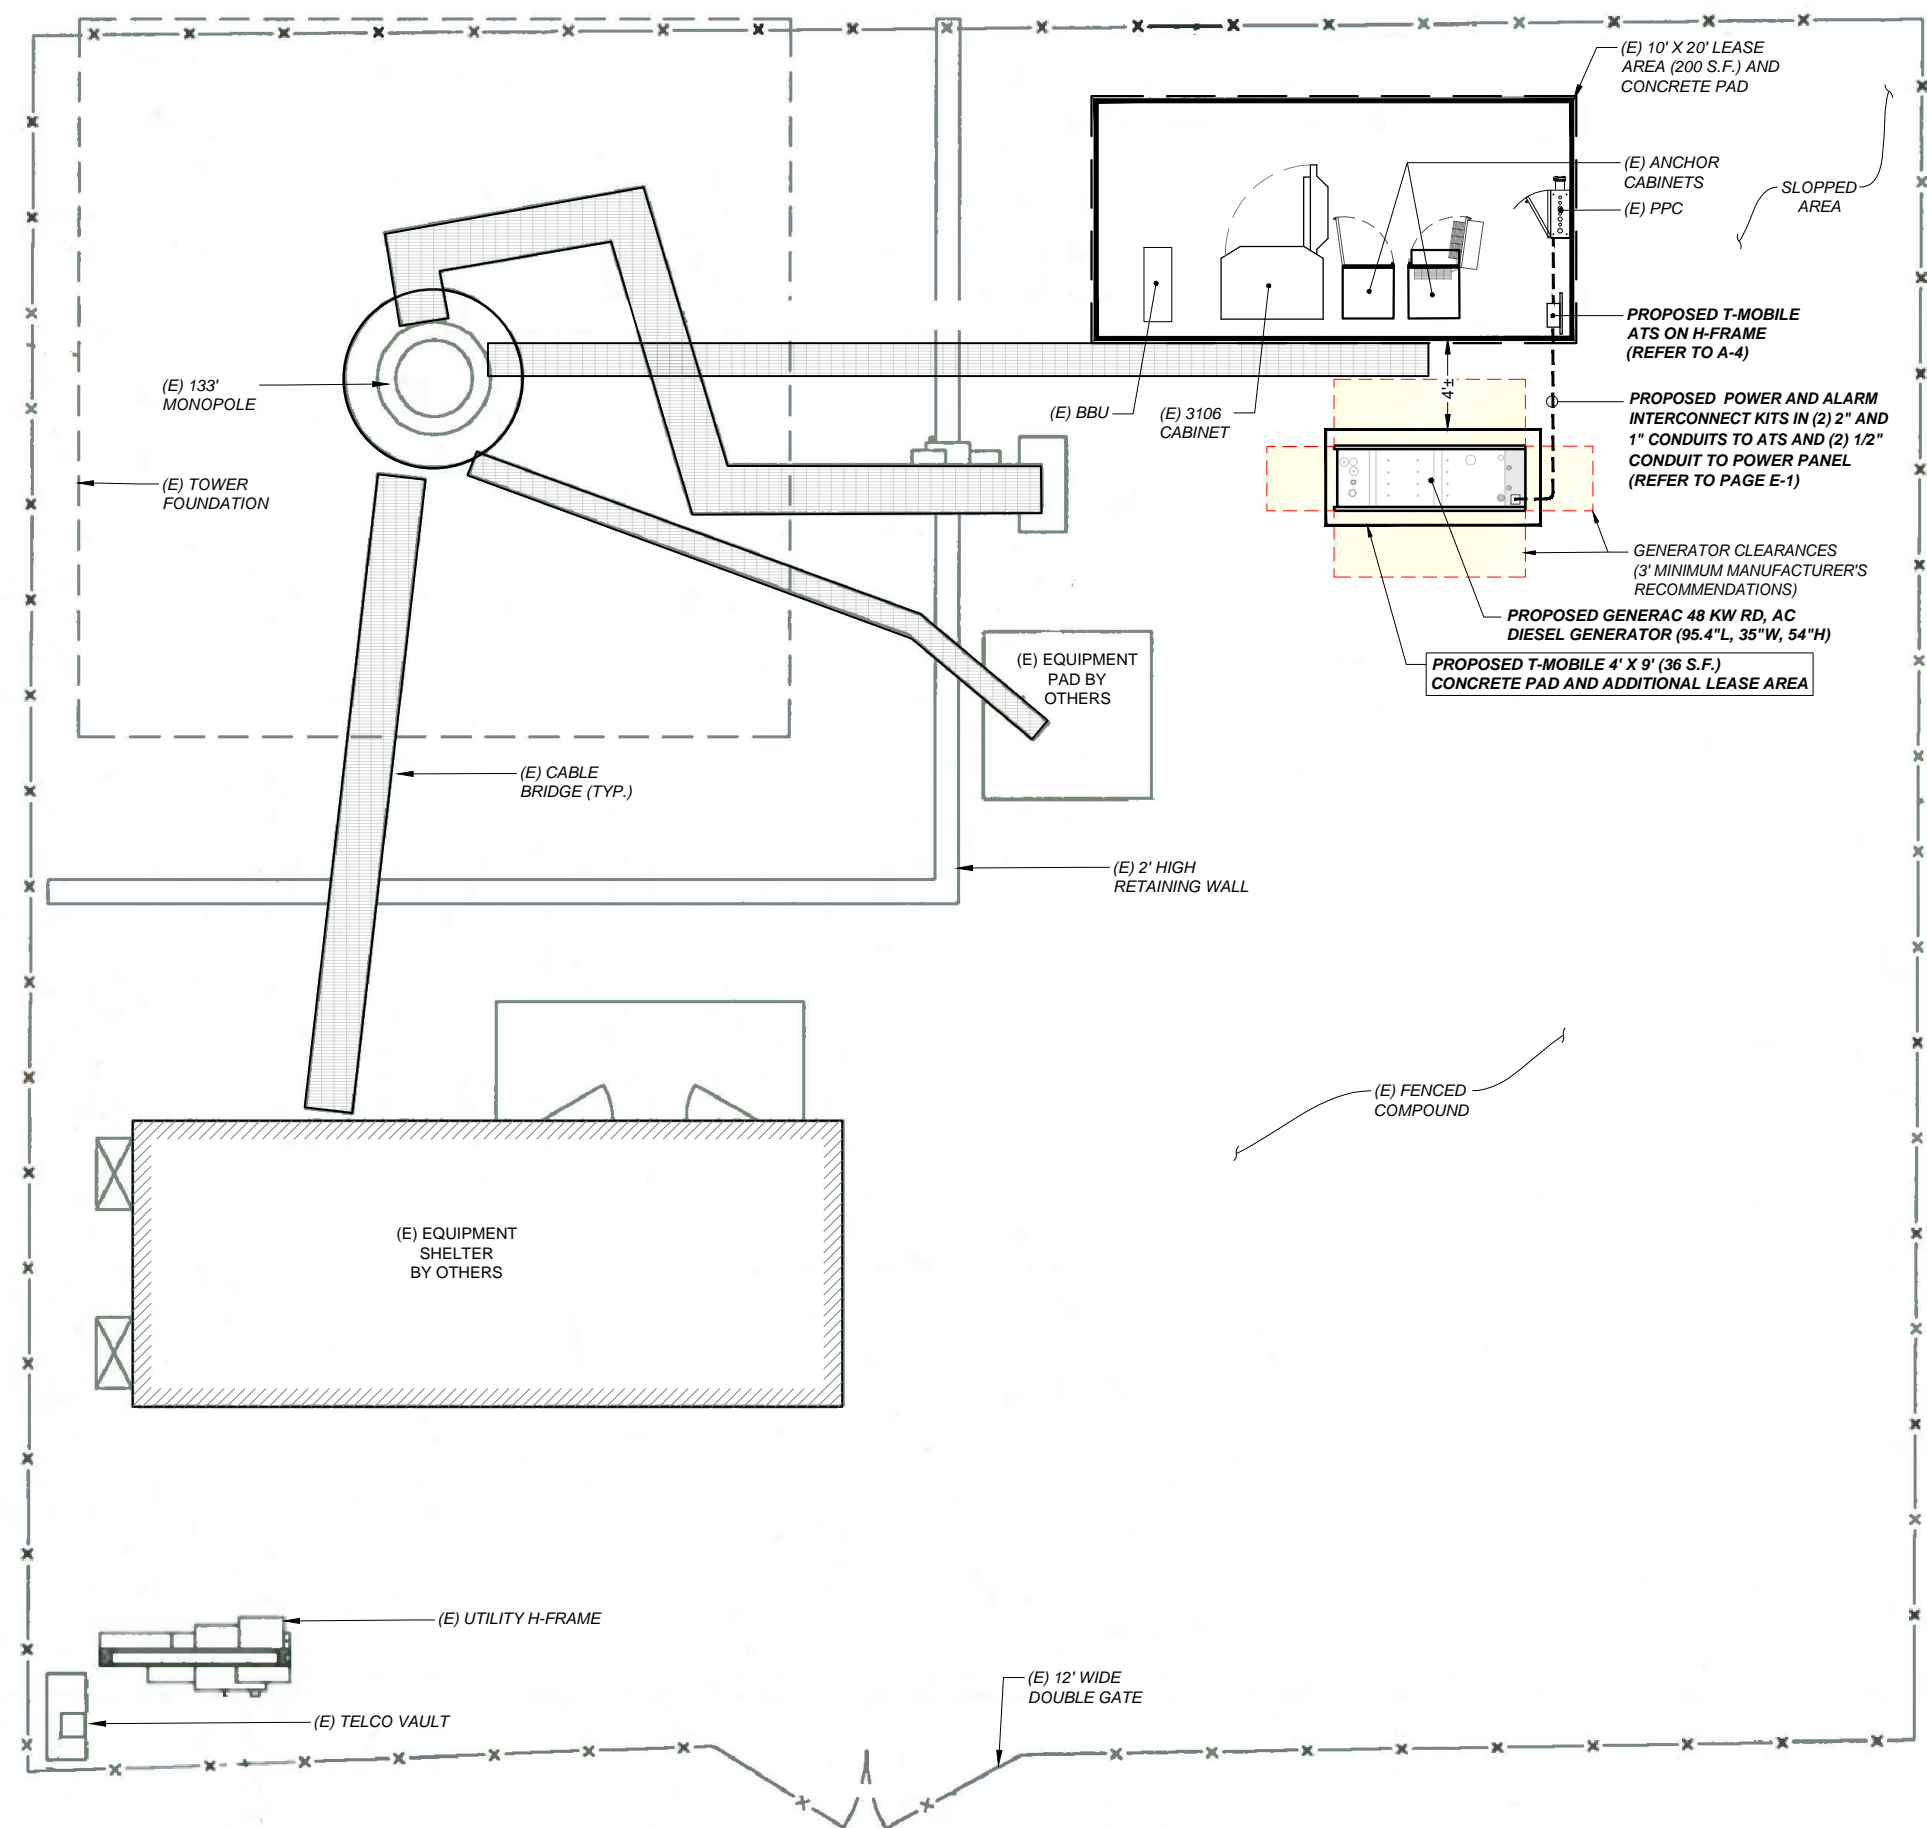 (E) 10' X 20' LEASE
AREA (200 S.F.) AND
CONCRETE PAD
(E) ANCHOR
CABINETS
SLOPPED
AREA
(E) PPC
PROPOSED T-MOBILE
ATS ON H-FRAME
(REFER TO A-4)
(E) 133'
MONOPOLE
4'±
(E) BBU
(E) 3106
CABINET
PROPOSED POWER AND ALARM
INTERCONNECT KITS IN (2) 2" AND
1" CONDUITS TO ATS AND (2) 1/2"
CONDUIT TO POWER PANEL
(REFER TO PAGE E-1)
(E) TOWER
FOUNDATION
GENERATOR CLEARANCES
(3' MINIMUM MANUFACTURER'S
RECOMMENDATIONS)
PROPOSED GENERAC 48 KW RD, AC
DIESEL GENERATOR (95.4"L, 35"W, 54"H)
PROPOSED T-MOBILE 4' X 9' (36 S.F.)
CONCRETE PAD AND ADDITIONAL LEASE AREA
(E) EQUIPMENT
PAD BY
OTHERS
(E) CABLE
BRIDGE (TYP.)
(E) 2' HIGH
RETAINING WALL
(E) FENCED
COMPOUND
(E) EQUIPMENT
SHELTER
BY OTHERS
(E) UTILITY H-FRAME
(E) 12' WIDE
DOUBLE GATE
(E) TELCO VAULT